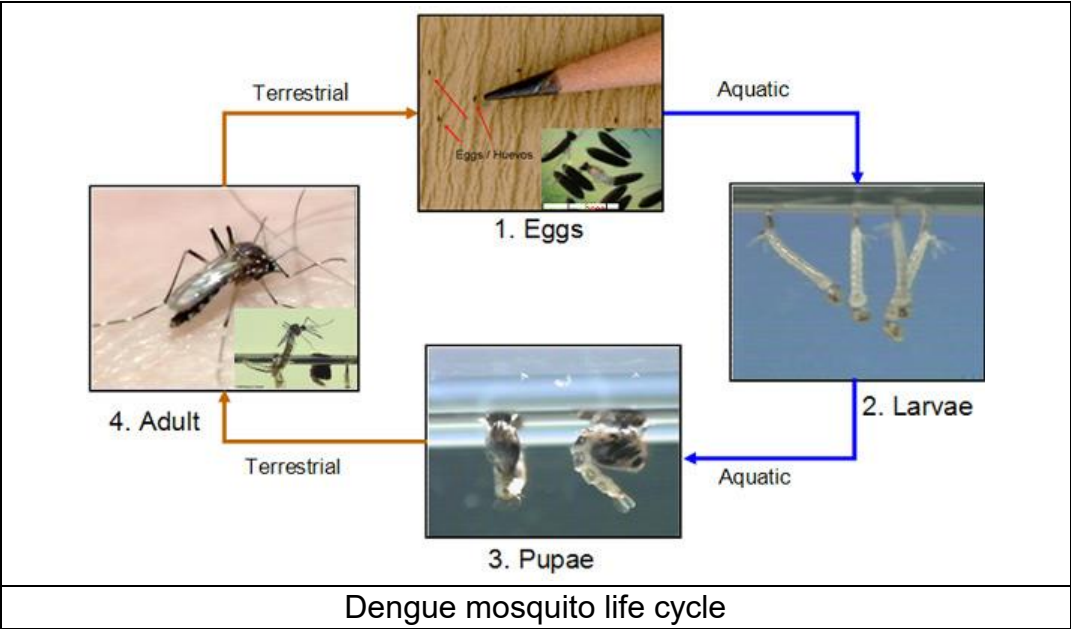 Terrestrial
Aquatic
Eggs / Huevos
1. Eggs
2. Larvae
4. Adult
Terrestrial
Aquatic
3. Pupae
Dengue mosquito life cycle